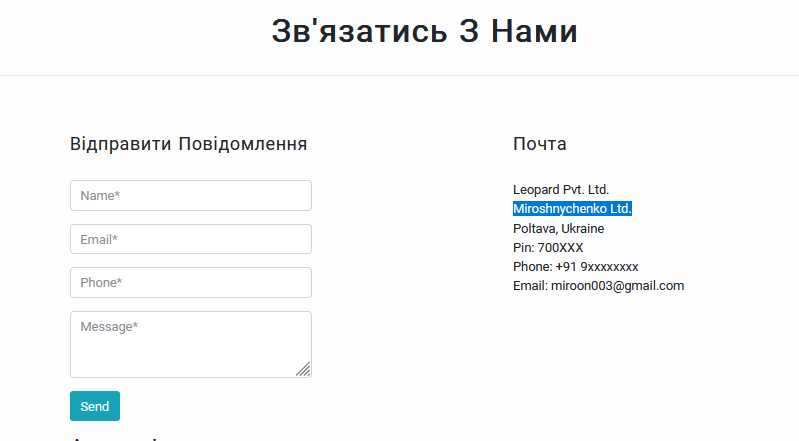 Зв'язатись З Нами
Відправити Повідомлення
Name*
Email*
Phone*
Message*
Send
Почта
Leopard Pvt. Ltd.
Miroshnychenko Ltd.
Poltava, Ukraine
Pin: 700XXX
Phone: +91 9xxxxxxxx
Email: miroon003@gmail.com